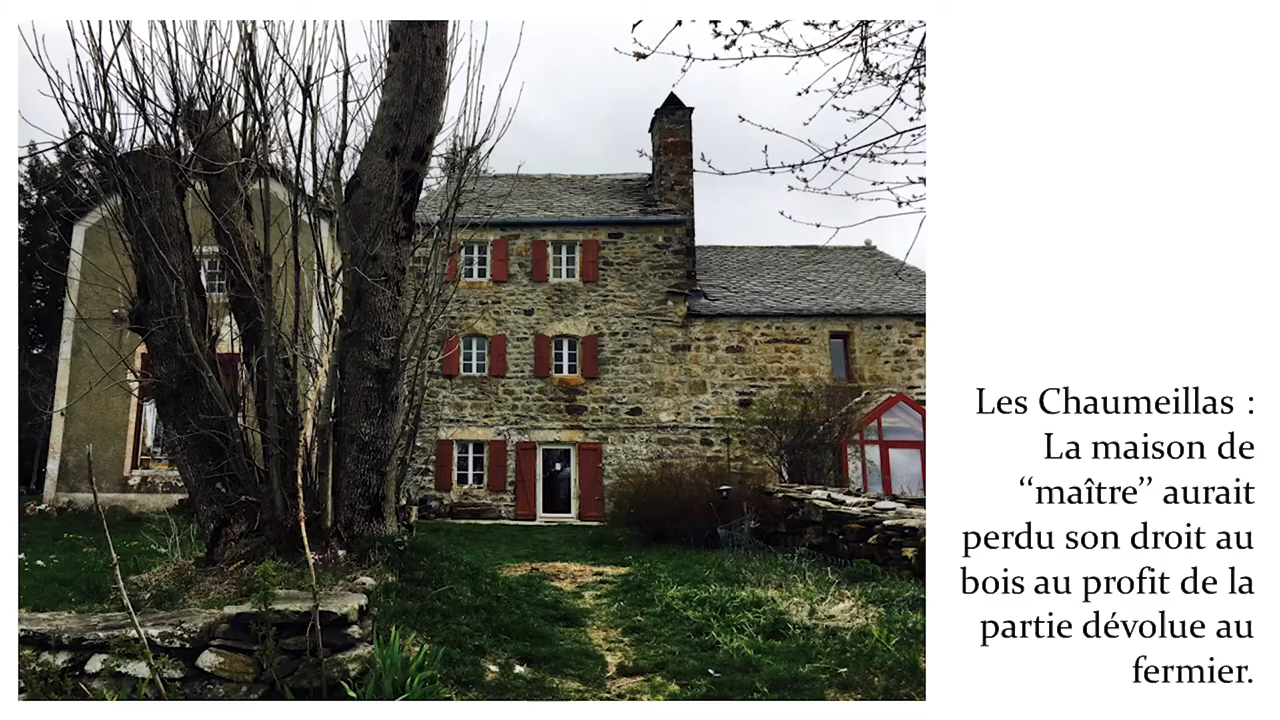 Les Chaumeillas :
La maison de
‘‘maître’’ aurait
perdu son droit au
bois au profit de la
partie dévolue au
fermier.